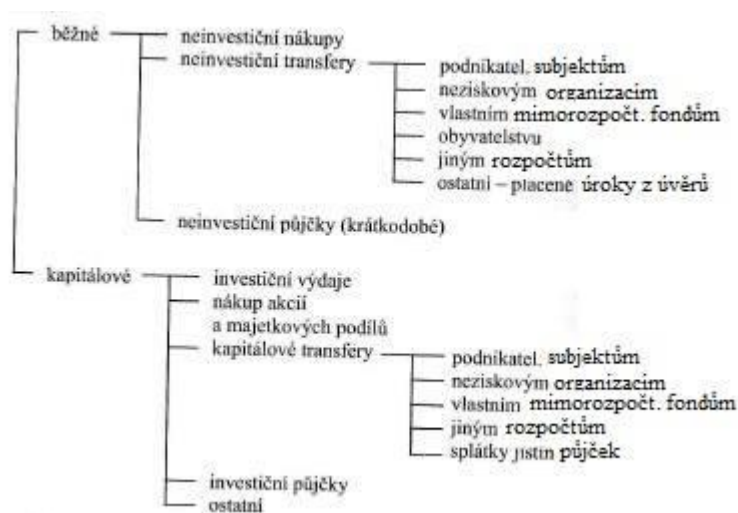 běžné
neinvestiční nákupy
neinvestiční transfery
podnikatel. subjektům
neziskovým organizacím
vlastním mimorozpočt. fondům
obyvatelstvu
jiným rozpočtům
ostatní – placené úroky z úvěrů
neinvestiční půjčky (krátkodobé)
kapitálové
investiční výdaje
nákup akcií
a majetkových podílů
kapitálové transfery
podnikatel. subjektům
neziskovým organizacím
vlastním mimorozpočt. fondům
jiným rozpočtům
splátky jistin půjček
investiční půjčky
ostatní